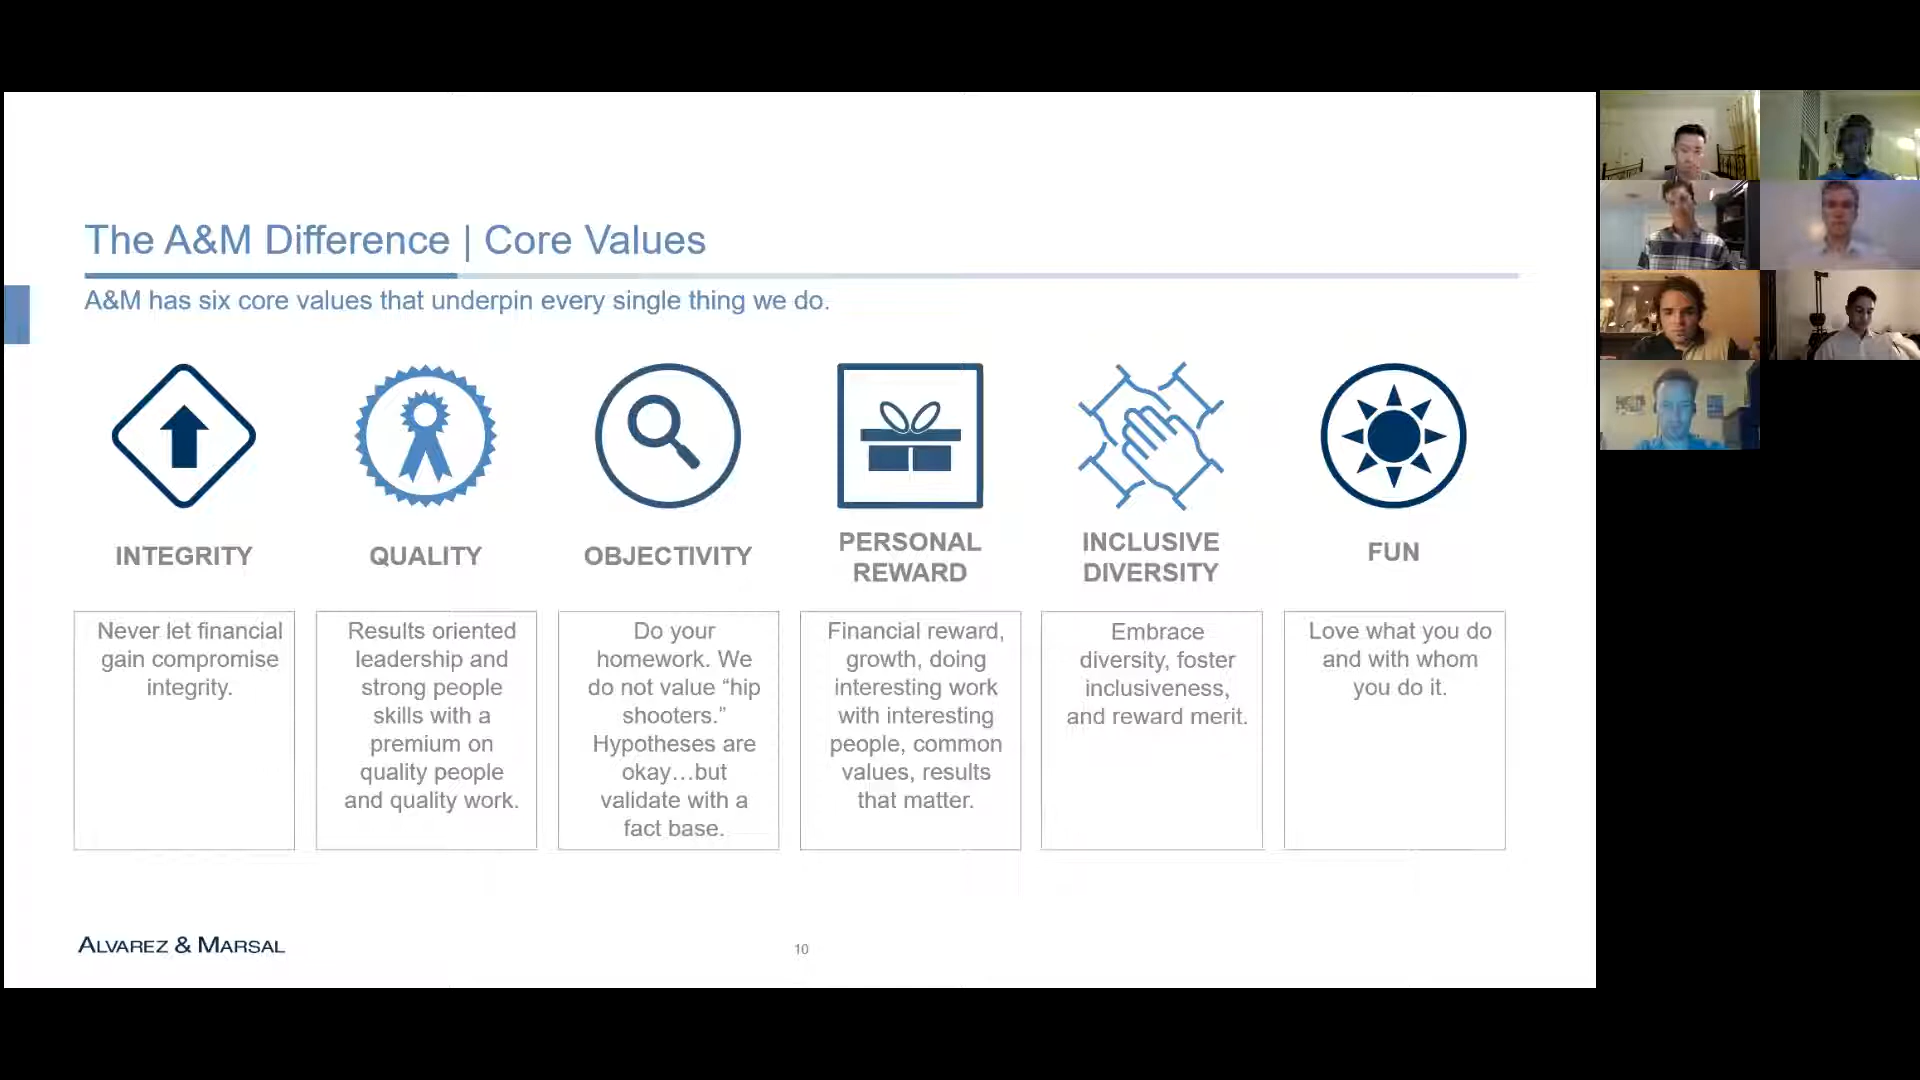 The A&M Difference | Core Values
A&M has six core values that underpin every single thing we do.
INTEGRITY
Never let financial
gain compromise
integrity.
QUALITY
Results oriented
leadership and
strong people
skills with a
premium on
quality people
and quality work.
OBJECTIVITY
Do your
homework. We
do not value “hip
shooters.”
Hypotheses are
okay…but
validate with a
fact base.
PERSONAL
REWARD
Financial reward,
growth, doing
interesting work
with interesting
people, common
values, results
that matter.
INCLUSIVE
DIVERSITY
Embrace
diversity, foster
inclusiveness,
and reward merit.
FUN
Love what you do
and with whom
you do it.
ALVAREZ & MARSAL
10